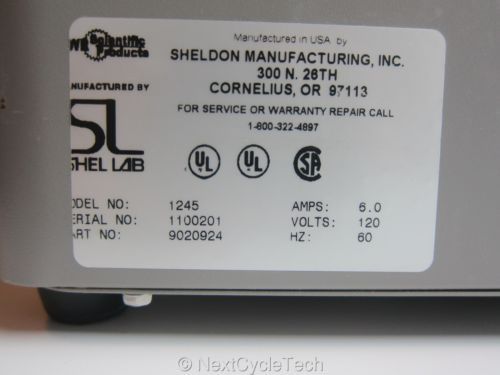 Scientific
Products
Manufactured in USA by
SHELDON MANUFACTURING, INC.
300 N. 26TH
CORNELIUS, OR 97113
NUFACTURED BY
FOR SERVICE OR WARRANTY REPAIR CALL
1-800-322-4897
SL
SHEL LAB
UL
UL
SA
ODEL NO: 1245 AMPS: 6.0
ERIAL NO: 1100201 VOLTS: 120
ART NO: 9020924 HZ: 60
© NextCycleTech